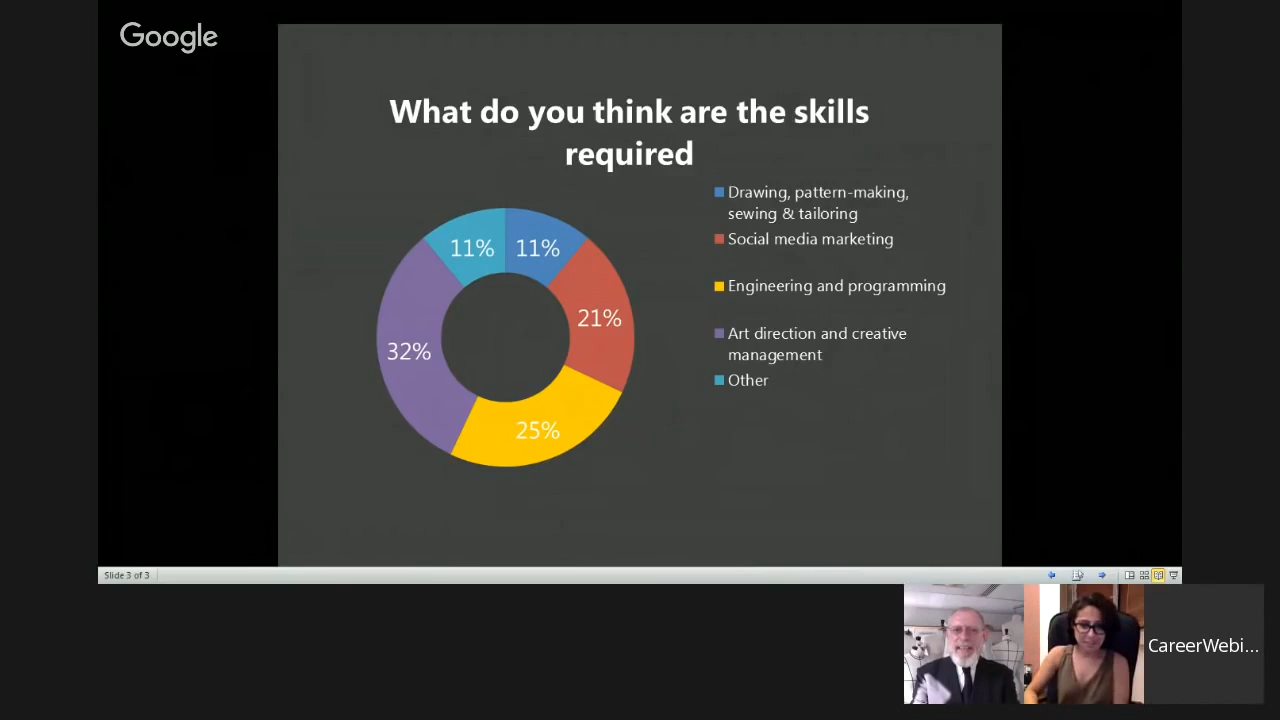 Google
What do you think are the skills
required
Drawing, pattern-making,
sewing & tailoring
Social media marketing
Engineering and programming
Art direction and creative
management
Other
11%
11%
21%
32%
25%
Slide 3 of 3
CareerWebi...